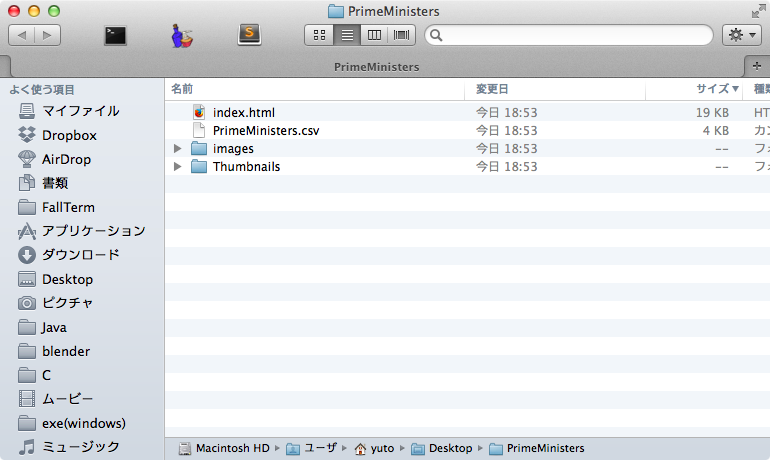 PrimeMinisters
PrimeMinisters
よく使う項目
マイファイル
Dropbox
AirDrop
書類
FallTerm
アプリケーション
ダウンロード
Desktop
ピクチャ
Java
blender
C
ムービー
exe(windows)
ミュージック
名前 変更日 サイズ 種類
index.html 今日 18:53 19 KB HT
PrimeMinisters.csv 今日 18:53 4 KB カン
images 今日 18:53 -- フォ
Thumbnails 今日 18:53 -- フォ
Macintosh HD ▶ ユーザ ▶ yuto ▶ Desktop ▶ PrimeMinisters